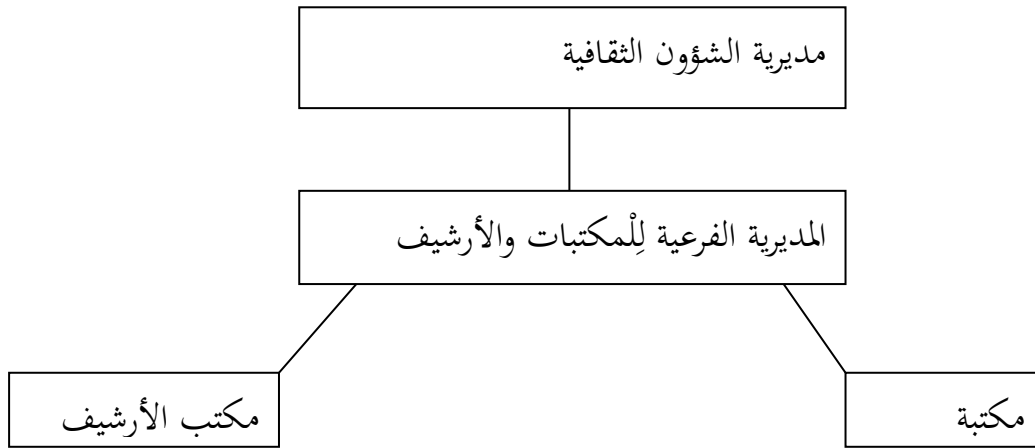 مديرية الشؤون الثقافية
المديرية الفرعية لِلْمكتبات والأرشيف
مكتبة
مكتب الأرشيف